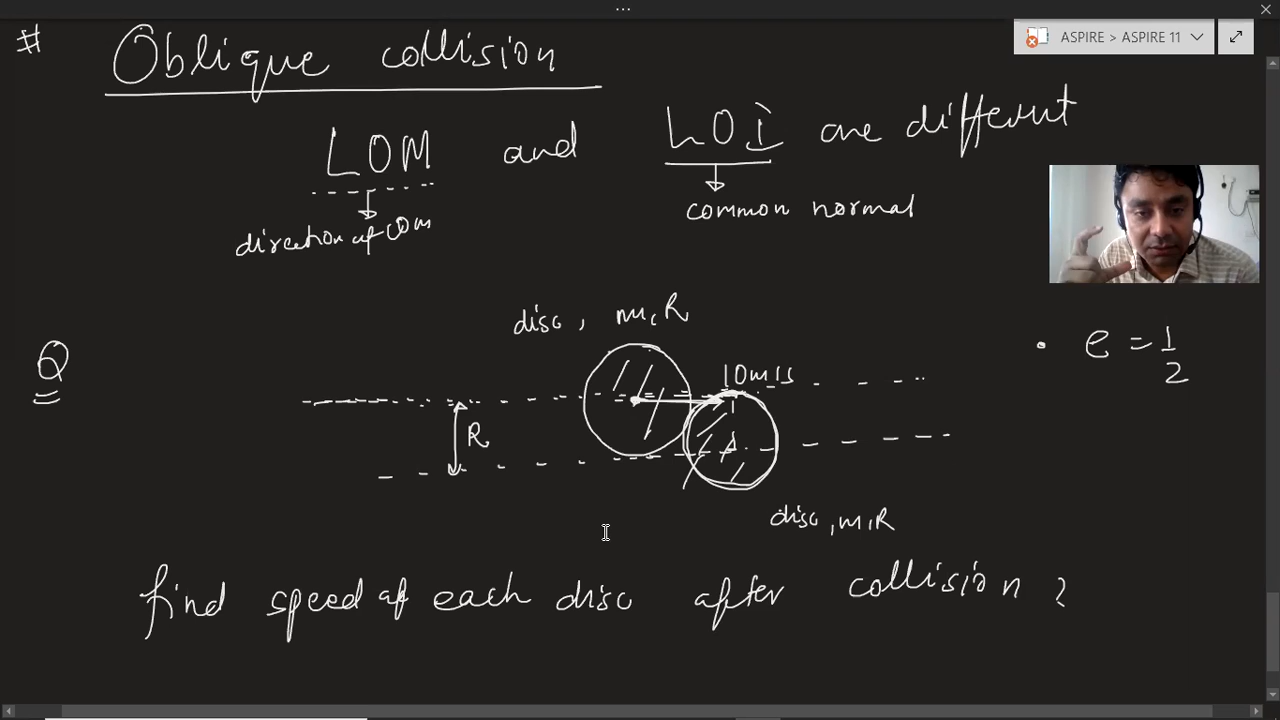 ...
ASPIRE > ASPIRE 11
# Oblique collision
LOM and LOI are different
direction of COM
common normal
disc, m, R
Q
10m/s
• e = 1/2
R
disc, m, R
find speed of each disc after collision ?